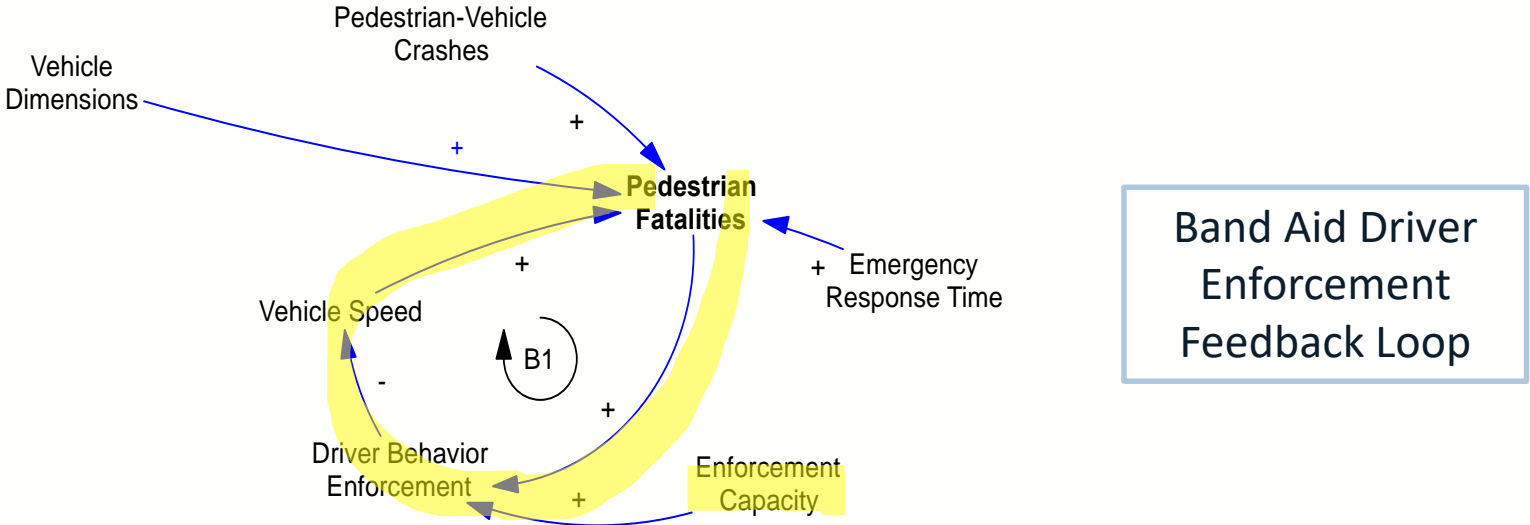 Pedestrian-Vehicle
Crashes
Vehicle
Dimensions
+
+
Pedestrian
Fatalities
+
+
Emergency
Response Time
Vehicle Speed
B1
-
+
Driver Behavior
Enforcement
+
Enforcement
Capacity
Band Aid Driver
Enforcement
Feedback Loop